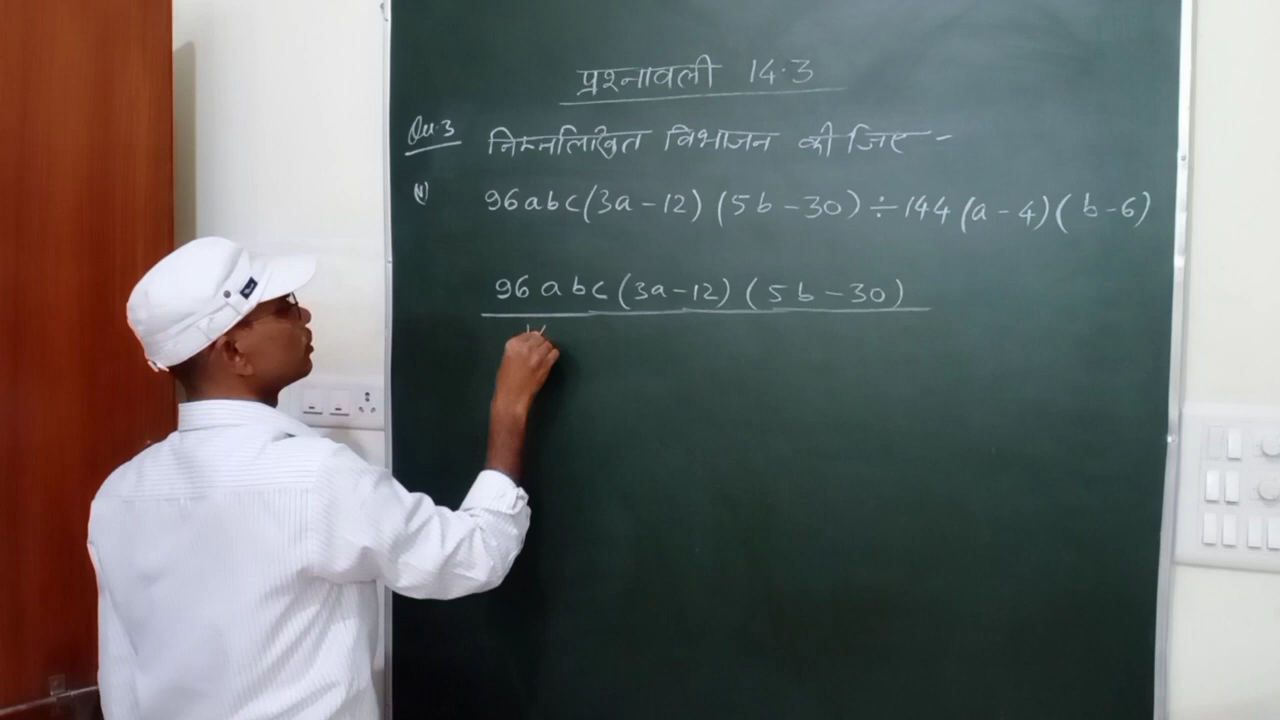 प्रश्नावली 14.3
Qu.3 निम्नलिखित विभाजन कीजिए -
96abc(3a-12)(5b-30)÷144(a-4)(b-6)
96abc(3a-12)(5b-30)